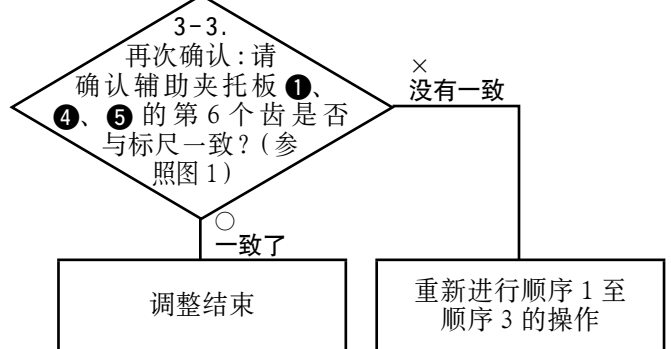 3-3.
再次确认:请
确认辅助夹托板❶、
❹、❺的第6个齿是否
与标尺一致?(参
照图1)
×
没有一致
○
一致了
调整结束
重新进行顺序1至
顺序3的操作